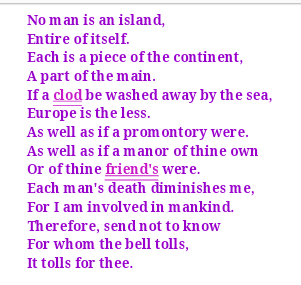 No man is an island,
Entire of itself.
Each is a piece of the continent,
A part of the main.
If a clod be washed away by the sea,
Europe is the less.
As well as if a promontory were.
As well as if a manor of thine own
Or of thine friend's were.
Each man's death diminishes me,
For I am involved in mankind.
Therefore, send not to know
For whom the bell tolls,
It tolls for thee.